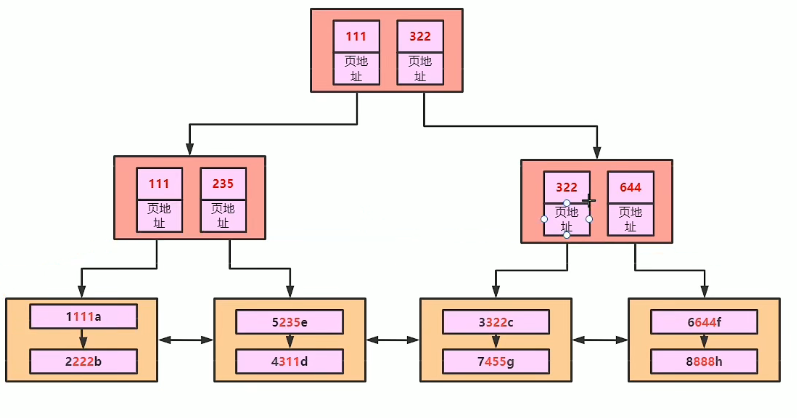 111 322
页地 页地
址 址
111 235
页地 页地
址 址
322 644
页地 页地
址 址
1111a
2222b
5235e
4311d
3322c
7455g
6644f
8888h